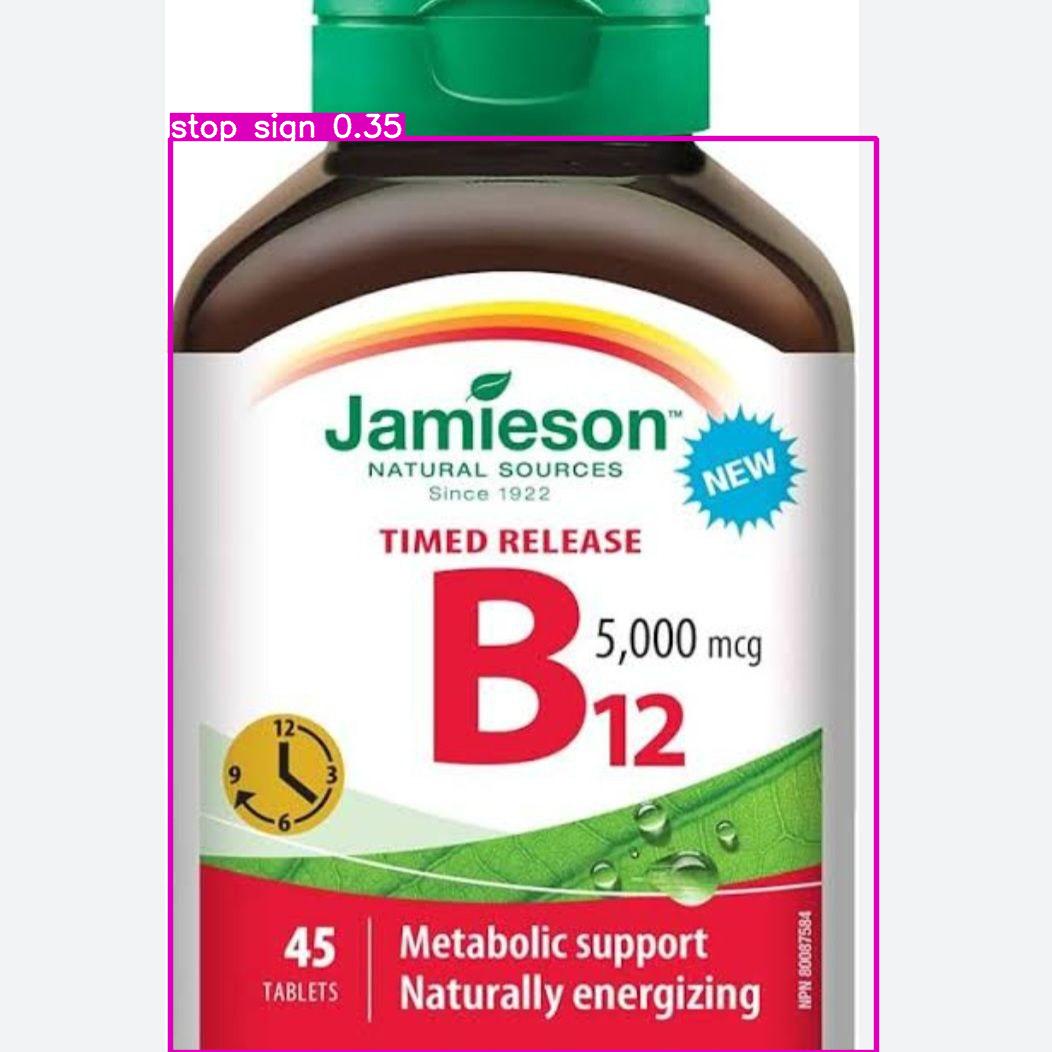 stop sign 0.35
Jamieson™
NATURAL SOURCES
Since 1922
NEW
TIMED RELEASE
B12
5,000 mcg
12
9 3
6
45
TABLETS
Metabolic support
Naturally energizing
NPN 80087584